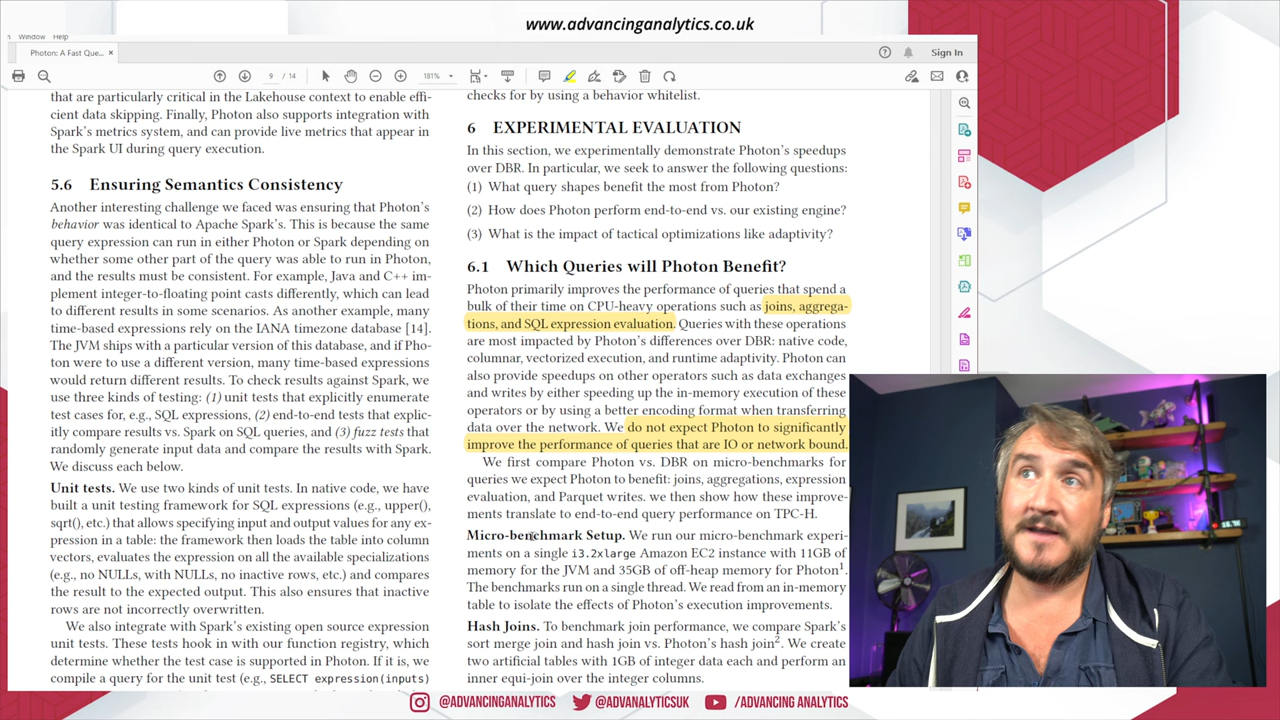 www.advancinganalytics.co.uk
Window Help
Photon: A Fast Que... ×
Sign In
9 / 14
181%
that are particularly critical in the Lakehouse context to enable effi-
cient data skipping. Finally, Photon also supports integration with
Spark's metrics system, and can provide live metrics that appear in
the Spark UI during query execution.
5.6 Ensuring Semantics Consistency
Another interesting challenge we faced was ensuring that Photon's
behavior was identical to Apache Spark's. This is because the same
query expression can run in either Photon or Spark depending on
whether some other part of the query was able to run in Photon,
and the results must be consistent. For example, Java and C++ im-
plement integer-to-floating point casts differently, which can lead
to different results in some scenarios. As another example, many
time-based expressions rely on the IANA timezone database [14].
The JVM ships with a particular version of this database, and if Pho-
ton were to use a different version, many time-based expressions
would return different results. To check results against Spark, we
use three kinds of testing: (1) unit tests that explicitly enumerate
test cases for, e.g., SQL expressions, (2) end-to-end tests that explic-
itly compare results vs. Spark on SQL queries, and (3) fuzz tests that
randomly generate input data and compare the results with Spark.
We discuss each below.
Unit tests. We use two kinds of unit tests. In native code, we have
built a unit testing framework for SQL expressions (e.g., upper(),
sqrt(), etc.) that allows specifying input and output values for any ex-
pression in a table: the framework then loads the table into column
vectors, evaluates the expression on all the available specializations
(e.g., no NULLs, with NULLs, no inactive rows, etc.) and compares
the result to the expected output. This also ensures that inactive
rows are not incorrectly overwritten.
We also integrate with Spark's existing open source expression
unit tests. These tests hook in with our function registry, which
determine whether the test case is supported in Photon. If it is, we
compile a query for the unit test (e.g., SELECT expression(inputs)
checks for by using a behavior whitelist.
6 EXPERIMENTAL EVALUATION
In this section, we experimentally demonstrate Photon's speedups
over DBR. In particular, we seek to answer the following questions:
(1) What query shapes benefit the most from Photon?
(2) How does Photon perform end-to-end vs. our existing engine?
(3) What is the impact of tactical optimizations like adaptivity?
6.1 Which Queries will Photon Benefit?
Photon primarily improves the performance of queries that spend a
bulk of their time on CPU-heavy operations such as joins, aggrega-
tions, and SQL expression evaluation. Queries with these operations
are most impacted by Photon's differences over DBR: native code,
columnar, vectorized execution, and runtime adaptivity. Photon can
also provide speedups on other operators such as data exchanges
and writes by either speeding up the in-memory execution of these
operators or by using a better encoding format when transferring
data over the network. We do not expect Photon to significantly
improve the performance of queries that are IO or network bound.
We first compare Photon vs. DBR on micro-benchmarks for
queries we expect Photon to benefit: joins, aggregations, expression
evaluation, and Parquet writes. we then show how these improve-
ments translate to end-to-end query performance on TPC-H.
Micro-benchmark Setup. We run our micro-benchmark experi-
ments on a single i3.2xlarge Amazon EC2 instance with 11GB of
memory for the JVM and 35GB of off-heap memory for Photon1.
The benchmarks run on a single thread. We read from an in-memory
table to isolate the effects of Photon's execution improvements.
Hash Joins. To benchmark join performance, we compare Spark's
sort merge join and hash join vs. Photon's hash join2. We create
two artificial tables with 1GB of integer data each and perform an
inner equi-join over the integer columns.
@ADVANCINGANALYTICS @ADVANALYTICSUK /ADVANCING ANALYTICS